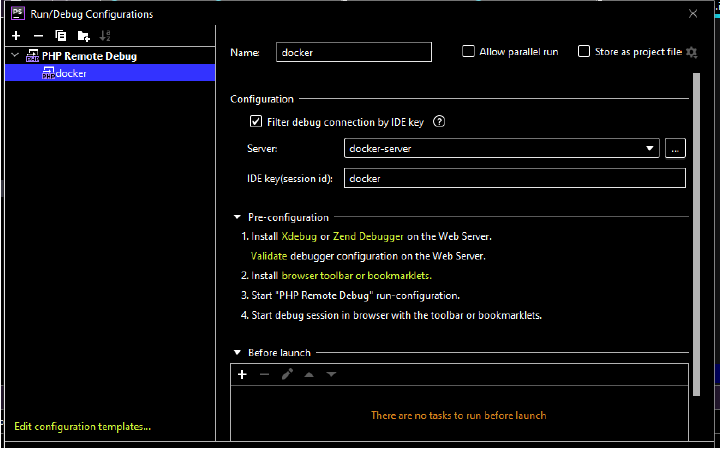 PS Run/Debug Configurations
PHP Remote Debug
docker
Name: docker Allow parallel run Store as project file
Configuration
Filter debug connection by IDE key ?
Server: docker-server ...
IDE key(session id): docker
Pre-configuration
1. Install Xdebug or Zend Debugger on the Web Server.
Validate debugger configuration on the Web Server.
2. Install browser toolbar or bookmarklets.
3. Start "PHP Remote Debug" run-configuration.
4. Start debug session in browser with the toolbar or bookmarklets.
Before launch
There are no tasks to run before launch
Edit configuration templates...